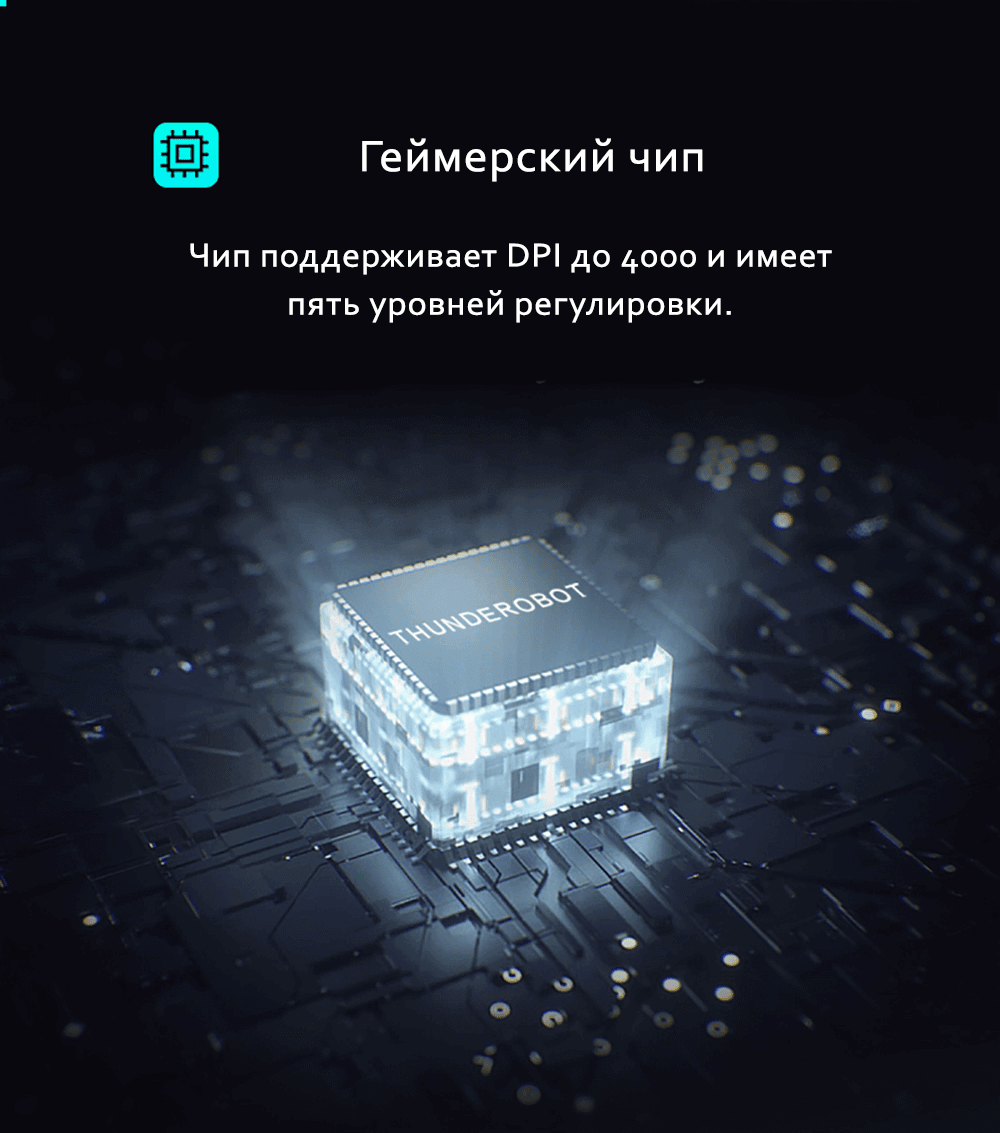 Геймерский чип
Чип поддерживает DPI до 4000 и имеет
пять уровней регулировки.
THUNDEROBOT